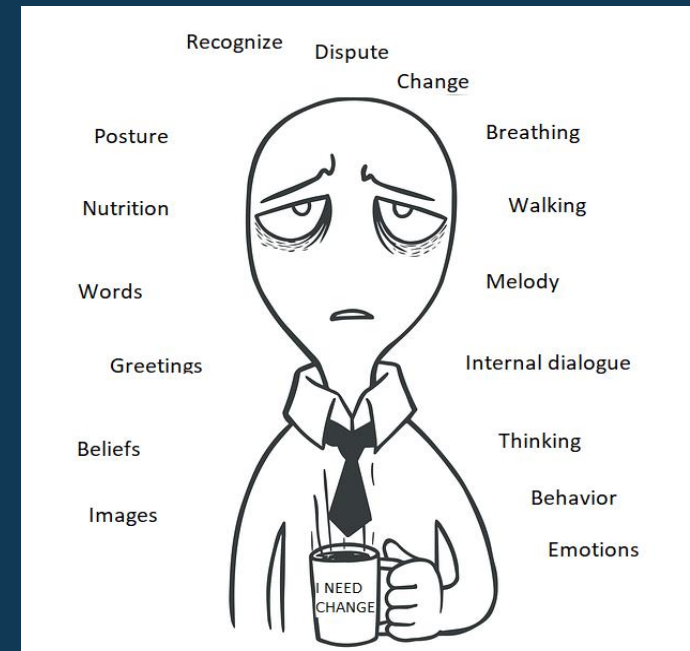 Recognize
Dispute
Change
Posture
Breathing
Nutrition
Walking
Words
Melody
Greetings
Internal dialogue
Beliefs
Thinking
Images
Behavior
Emotions
I NEED
CHANGE